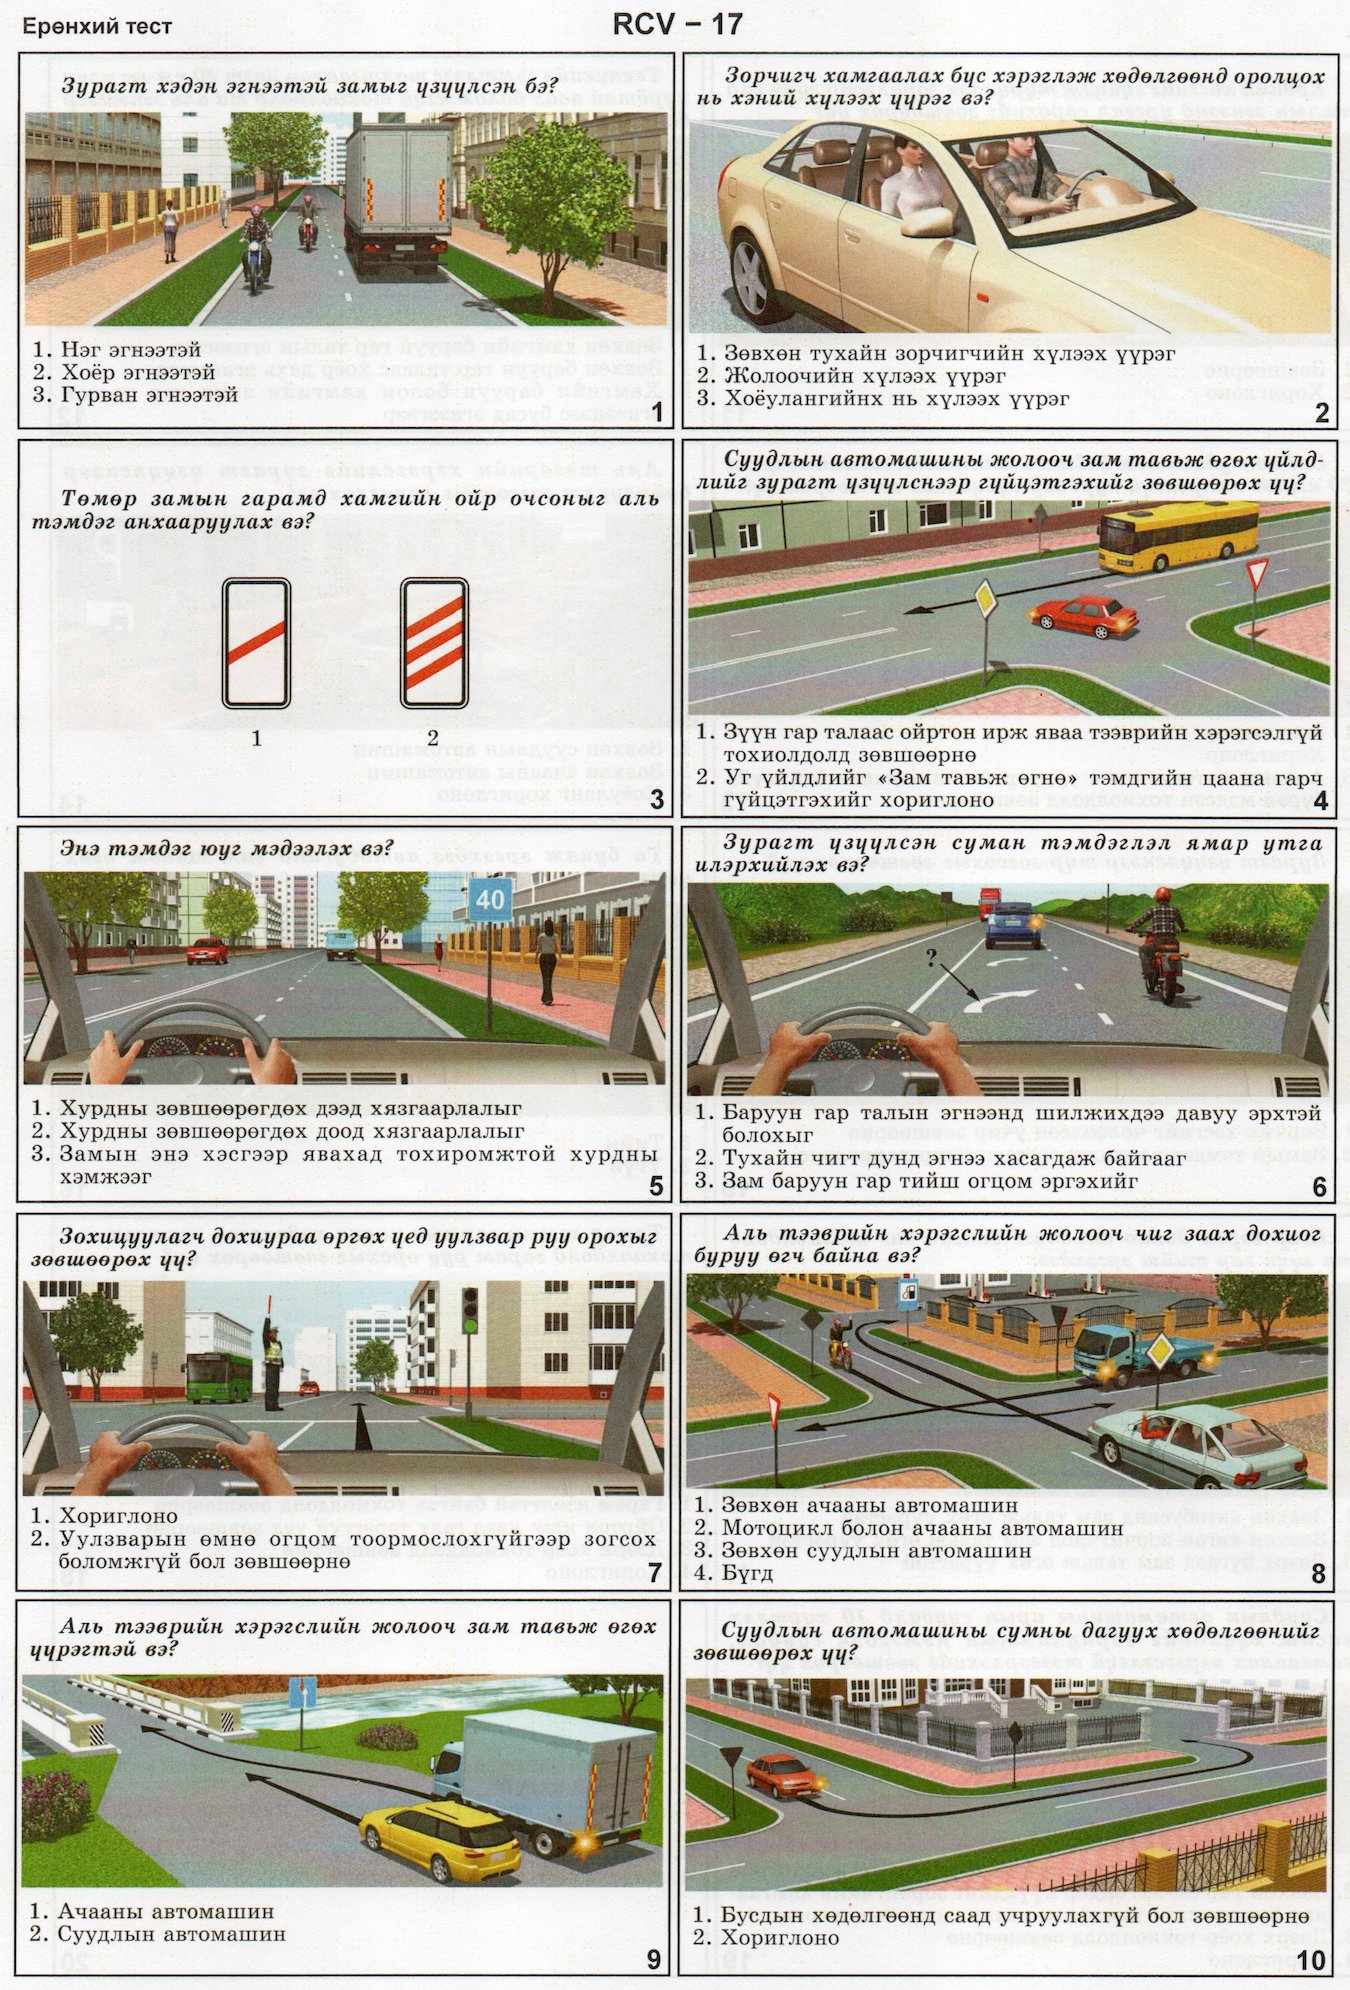 Ерөнхий тест
RCV – 17
Зурагт хэдэн эгнээтэй замыг үзүүлсэн бэ?
1. Нэг эгнээтэй
2. Хоёр эгнээтэй
3. Гурван эгнээтэй
1
Зорчигч хамгаалах бүс хэрэглэж хөдөлгөөнд оролцох
нь хэний хүлээх үүрэг вэ?
1. Зөвхөн тухайн зорчигчийн хүлээх үүрэг
2. Жолоочийн хүлээх үүрэг
3. Хоёулангийнх нь хүлээх үүрэг
2
Төмөр замын гарамд хамгийн ойр очсоныг аль
тэмдэг анхааруулах вэ?
1
2
3
Суудлын автомашины жолооч зам тавьж өгөх үйлд-
лийг зурагт үзүүлснээр гүйцэтгэхийг зөвшөөрөх үү?
1. Зүүн гар талаас ойртон ирж яваа тээврийн хэрэгсэлгүй
тохиолдолд зөвшөөрнө
2. Уг үйлдлийг «Зам тавьж өгнө» тэмдгийн цаана гарч
гүйцэтгэхийг хориглоно
4
Энэ тэмдэг юуг мэдээлэх вэ?
40
1. Хурдны зөвшөөрөгдөх дээд хязгаарлалыг
2. Хурдны зөвшөөрөгдөх доод хязгаарлалыг
3. Замын энэ хэсгээр явахад тохиромжтой хурдны
хэмжээг
5
Зурагт үзүүлсэн суман тэмдэглэл ямар утга
илэрхийлэх вэ?
?
1. Баруун гар талын эгнээнд шилжихдээ давуу эрхтэй
болохыг
2. Тухайн чигт дунд эгнээ хасагдаж байгааг
3. Зам баруун гар тийш огцом эргэхийг
6
Зохицуулагч дохиураа өргөх үед уулзвар руу орохыг
зөвшөөрөх үү?
1. Хориглоно
2. Уулзварын өмнө огцом тоормослохгүйгээр зогсох
боломжгүй бол зөвшөөрнө
7
Аль тээврийн хэрэгслийн жолооч чиг заах дохиог
буруу өгч байна вэ?
1. Зөвхөн ачааны автомашин
2. Мотоцикл болон ачааны автомашин
3. Зөвхөн суудлын автомашин
4. Бүгд
8
Аль тээврийн хэрэгслийн жолооч зам тавьж өгөх
үүрэгтэй вэ?
1. Ачааны автомашин
2. Суудлын автомашин
9
Суудлын автомашины сумны дагуух хөдөлгөөнийг
зөвшөөрөх үү?
1. Бусдын хөдөлгөөнд саад учруулахгүй бол зөвшөөрнө
2. Хориглоно
10